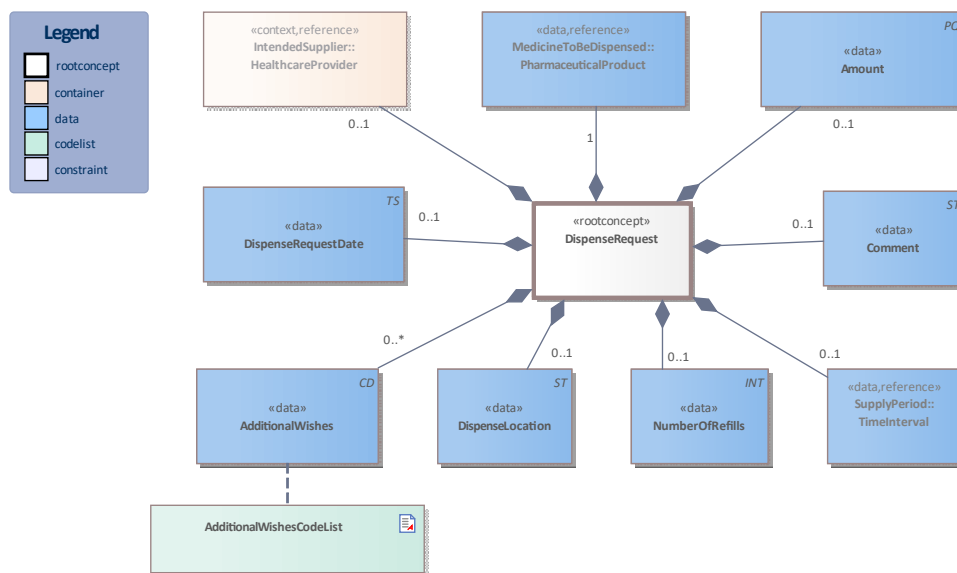 Legend
rootconcept
container
data
codelist
constraint
«context,reference»
IntendedSupplier::
HealthcareProvider
«data,reference»
MedicineToBeDispensed::
PharmaceuticalProduct
PQ
«data»
Amount
0..1
1
0..1
TS
«data»
DispenseRequestDate
0..1
«rootconcept»
DispenseRequest
0..1
ST
«data»
Comment
0..*
0..1
0..1
0..1
CD
«data»
AdditionalWishes
ST
«data»
DispenseLocation
INT
«data»
NumberOfRefills
«data,reference»
SupplyPeriod::
TimeInterval
AdditionalWishesCodeList